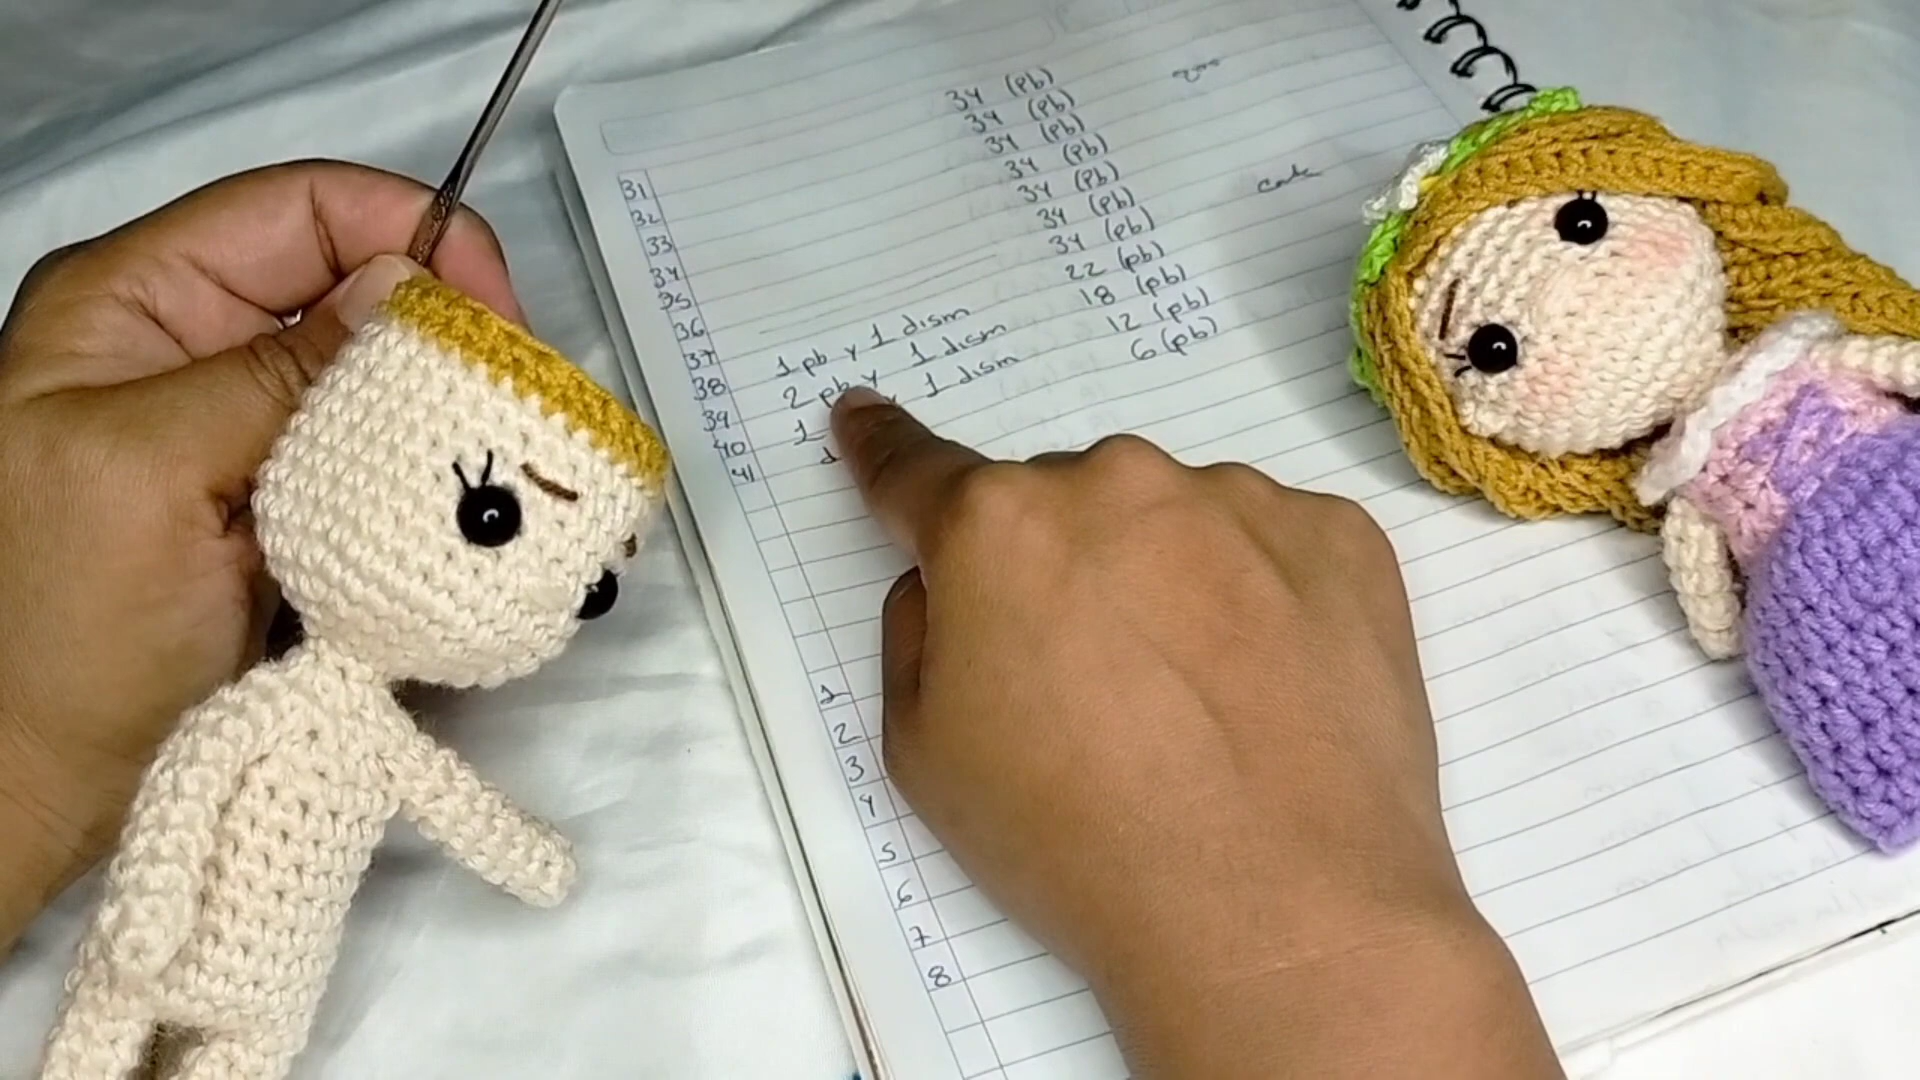 31 34 (pb)
32 34 (pb)
33 34 (pb)
34 34 (pb)
35 34 (pb)
36 34 (pb)
37 34 (pb)
38 1 pb y 1 dism 22 (pb)
39 2 pb y 1 dism 18 (pb)
40 1 y 1 dism 12 (pb)
41 6 (pb)
1
2
3
4
5
6
7
8